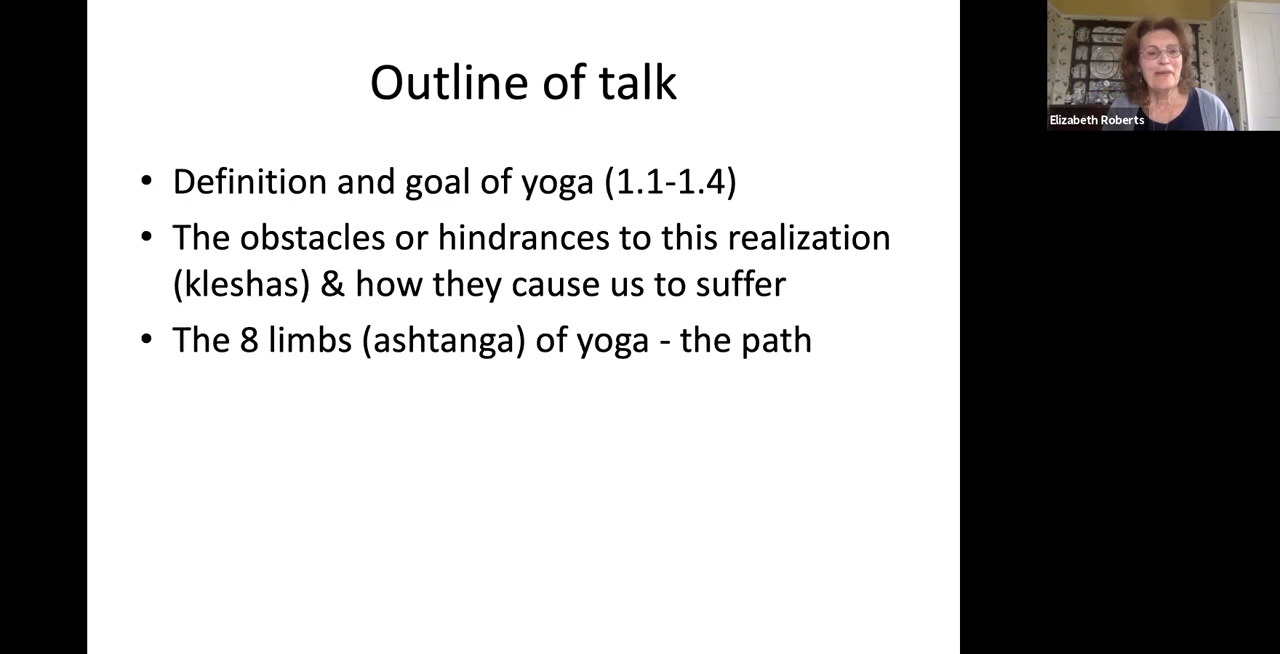 Outline of talk
• Definition and goal of yoga (1.1-1.4)
• The obstacles or hindrances to this realization
(kleshas) & how they cause us to suffer
• The 8 limbs (ashtanga) of yoga - the path
Elizabeth Roberts